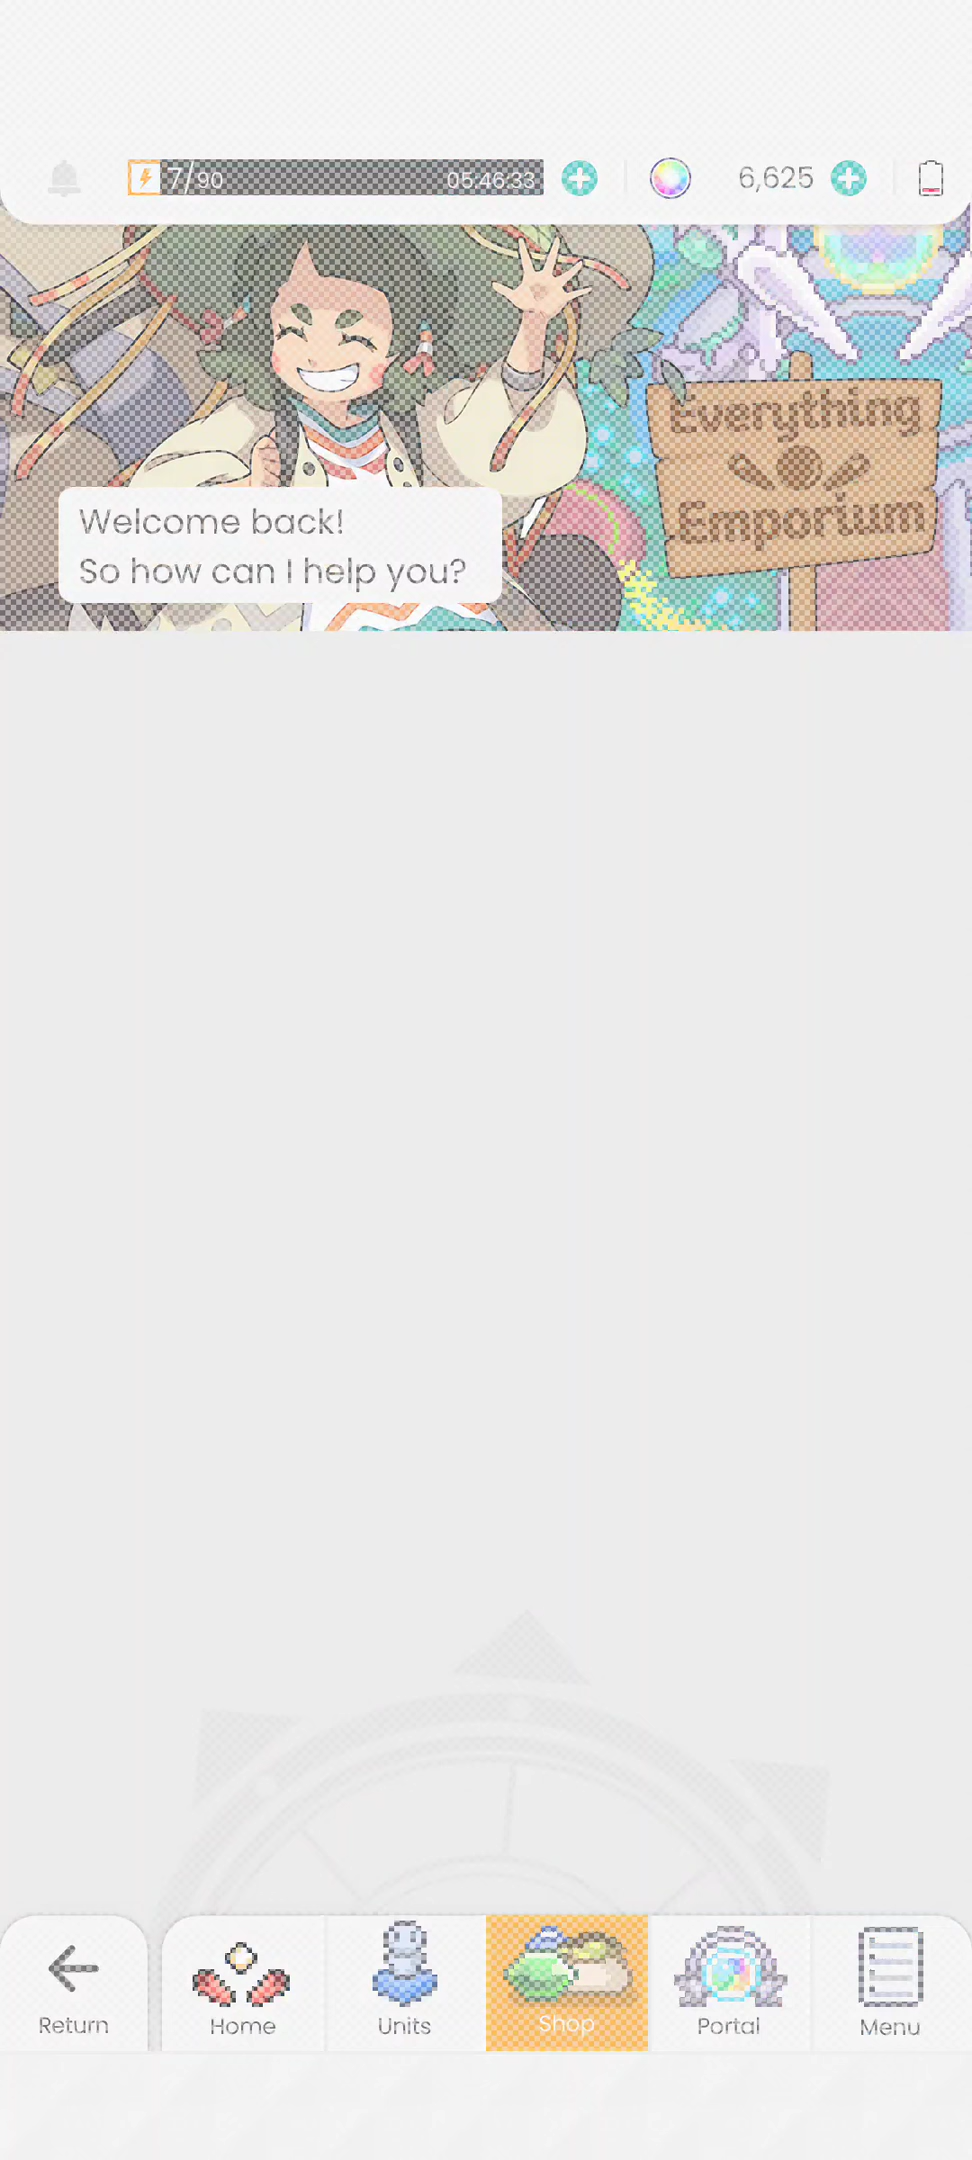 7/90
05:46:33
6,625
Everything
Emporium
Welcome back!
So how can I help you?
Return
Home
Units
Shop
Portal
Menu